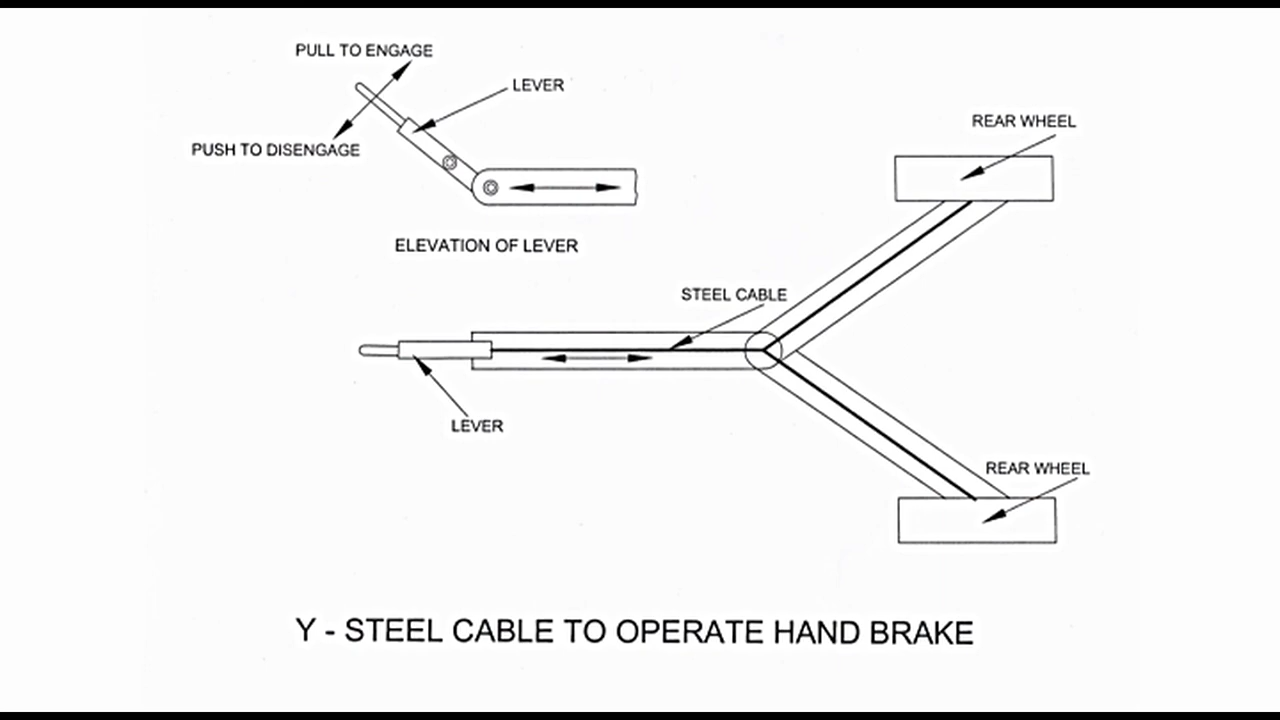 PULL TO ENGAGE
LEVER
PUSH TO DISENGAGE
REAR WHEEL
ELEVATION OF LEVER
STEEL CABLE
LEVER
REAR WHEEL
Y - STEEL CABLE TO OPERATE HAND BRAKE